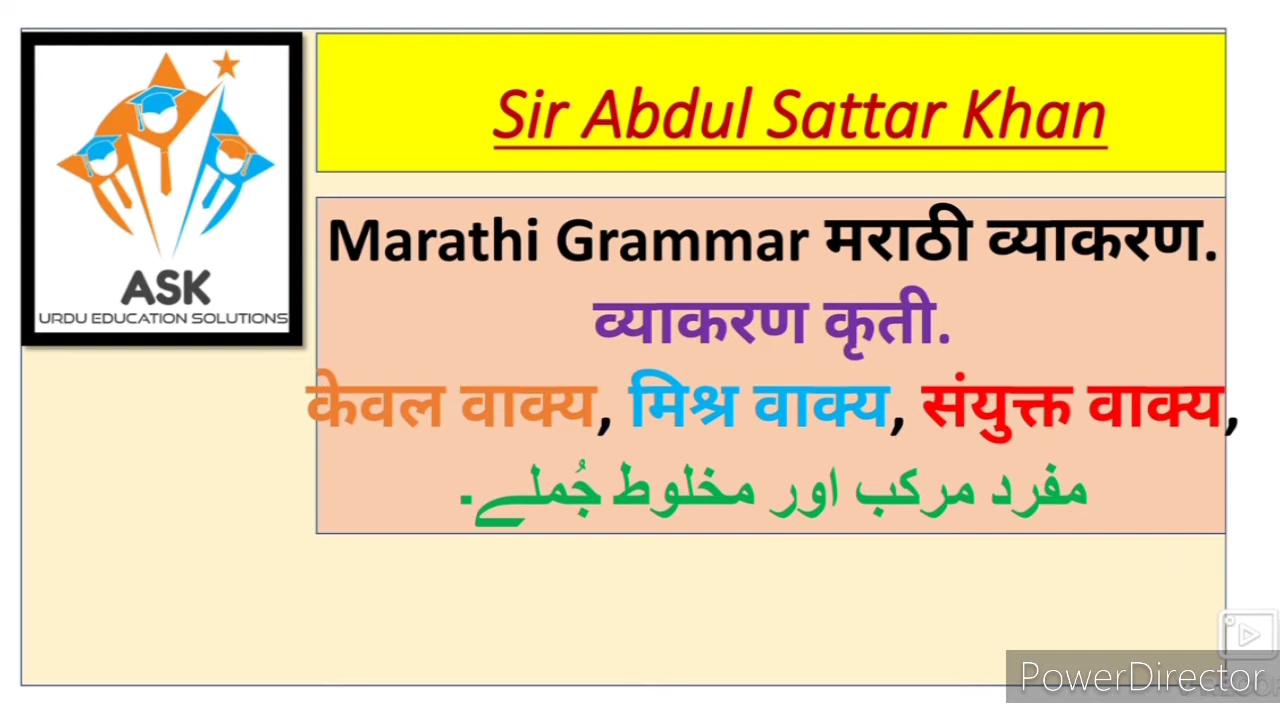 Sir Abdul Sattar Khan
ASK
URDU EDUCATION SOLUTIONS
Marathi Grammar मराठी व्याकरण.
व्याकरण कृती.
केवल वाक्य, मिश्र वाक्य, संयुक्त वाक्य,
مفرد مرکب اور مخلوط جُملے.
PowerDirector